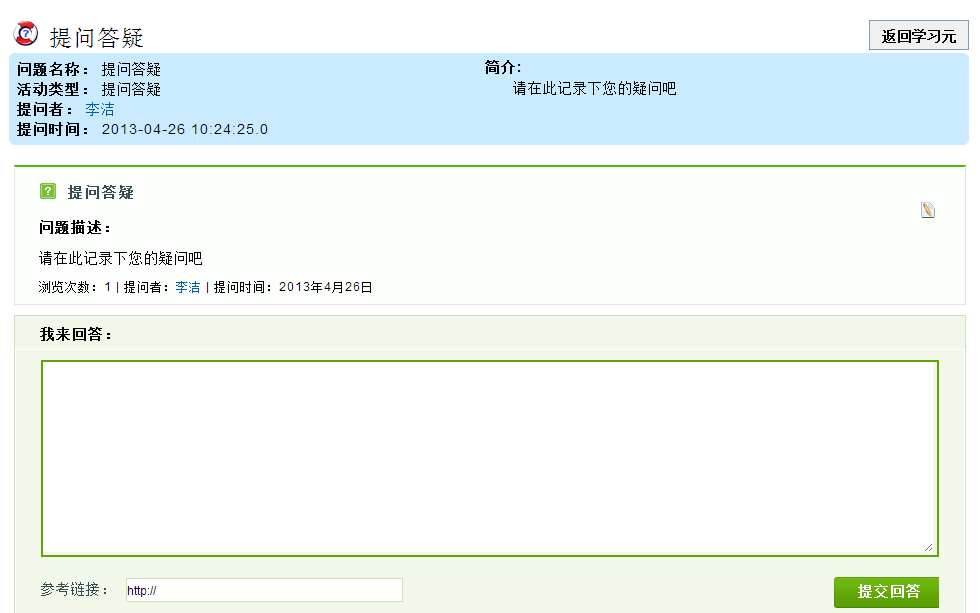 提问答疑
返回学习元
问题名称： 提问答疑
活动类型： 提问答疑
提问者： 李洁
提问时间： 2013-04-26 10:24:25.0
简介:
请在此记录下您的疑问吧
提问答疑
问题描述：
请在此记录下您的疑问吧
浏览次数：1 | 提问者：李洁 | 提问时间：2013年4月26日
我来回答：
参考链接： http://
提交回答